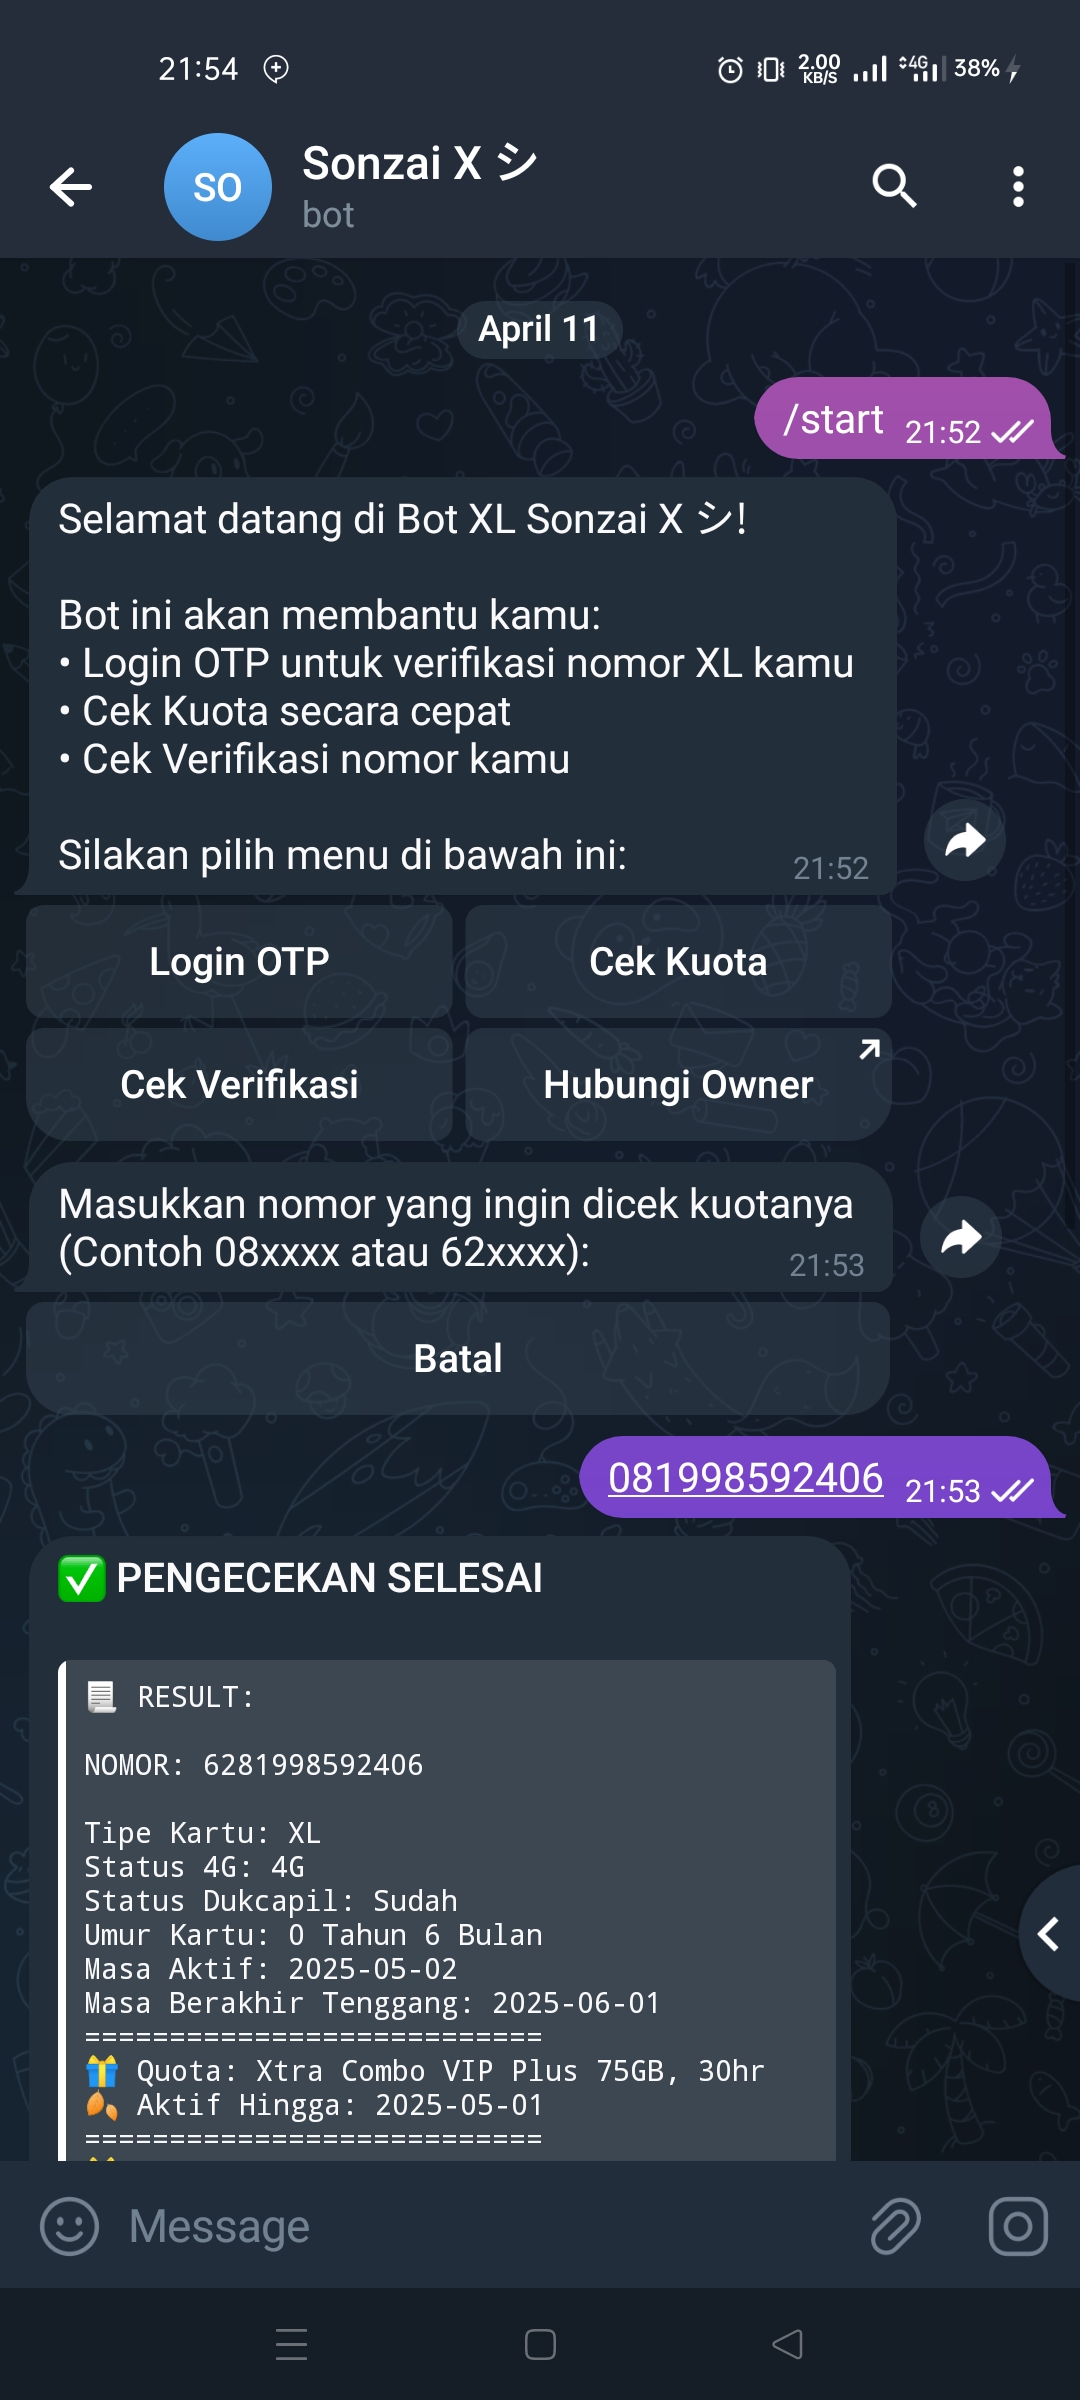 21:54
2.00 KB/S
4G
38%
SO
Sonzai X シ
bot
April 11
/start 21:52
Selamat datang di Bot XL Sonzai X シ!
Bot ini akan membantu kamu:
• Login OTP untuk verifikasi nomor XL kamu
• Cek Kuota secara cepat
• Cek Verifikasi nomor kamu
Silakan pilih menu di bawah ini: 21:52
Login OTP
Cek Kuota
Cek Verifikasi
Hubungi Owner
Masukkan nomor yang ingin dicek kuotanya
(Contoh 08xxxx atau 62xxxx): 21:53
Batal
081998592406 21:53
✅ PENGECEKAN SELESAI
📃 RESULT:
NOMOR: 6281998592406
Tipe Kartu: XL
Status 4G: 4G
Status Dukcapil: Sudah
Umur Kartu: 0 Tahun 6 Bulan
Masa Aktif: 2025-05-02
Masa Berakhir Tenggang: 2025-06-01
===========================
🎁 Quota: Xtra Combo VIP Plus 75GB, 30hr
🍂 Aktif Hingga: 2025-05-01
===========================
Message